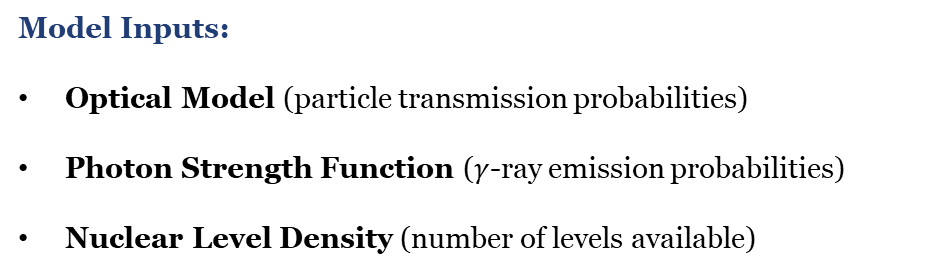 Model Inputs:
• Optical Model (particle transmission probabilities)
• Photon Strength Function (γ-ray emission probabilities)
• Nuclear Level Density (number of levels available)